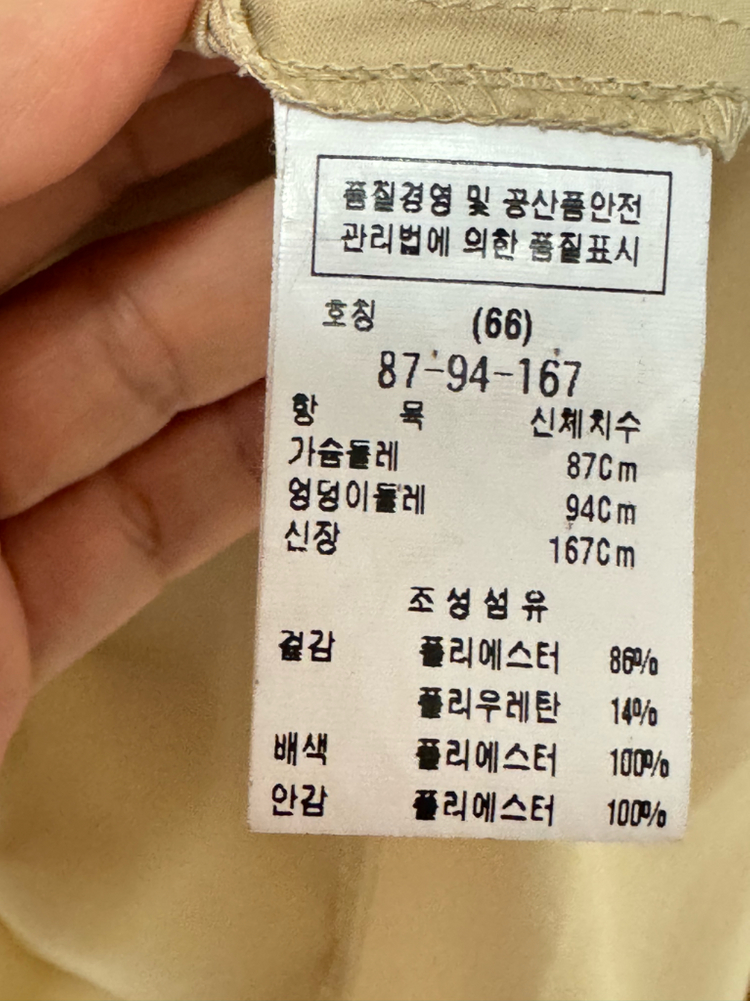 품질경영 및 공산품안전
관리법에 의한 품질표시
호칭 (66)
87-94-167
항 목 신체치수
가슴둘레 87Cm
엉덩이둘레 94Cm
신장 167Cm
조성섬유
겉감 폴리에스터 86%
폴리우레탄 14%
배색 폴리에스터 100%
안감 폴리에스터 100%